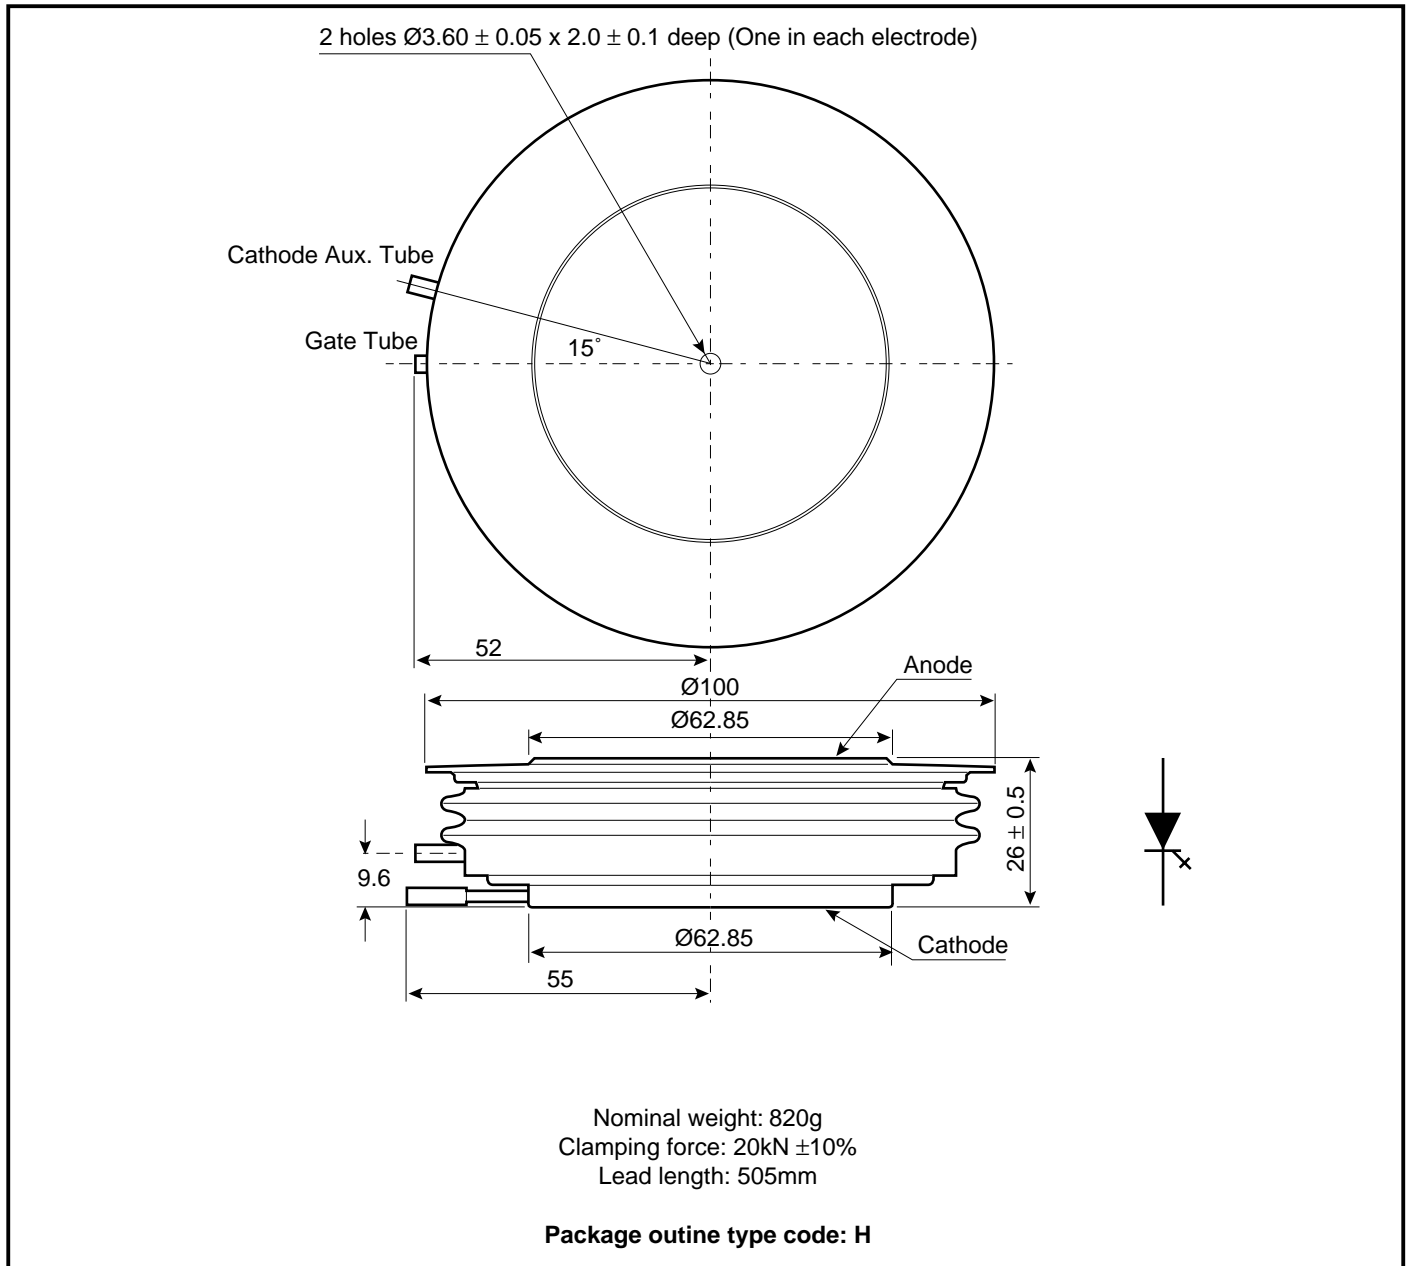 2 holes Ø3.60 ± 0.05 x 2.0 ± 0.1 deep (One in each electrode)
Cathode Aux. Tube
Gate Tube
15°
52
Anode
Ø100
Ø62.85
26 ± 0.5
9.6
Ø62.85
Cathode
55
Nominal weight: 820g
Clamping force: 20kN ±10%
Lead length: 505mm
Package outine type code: H